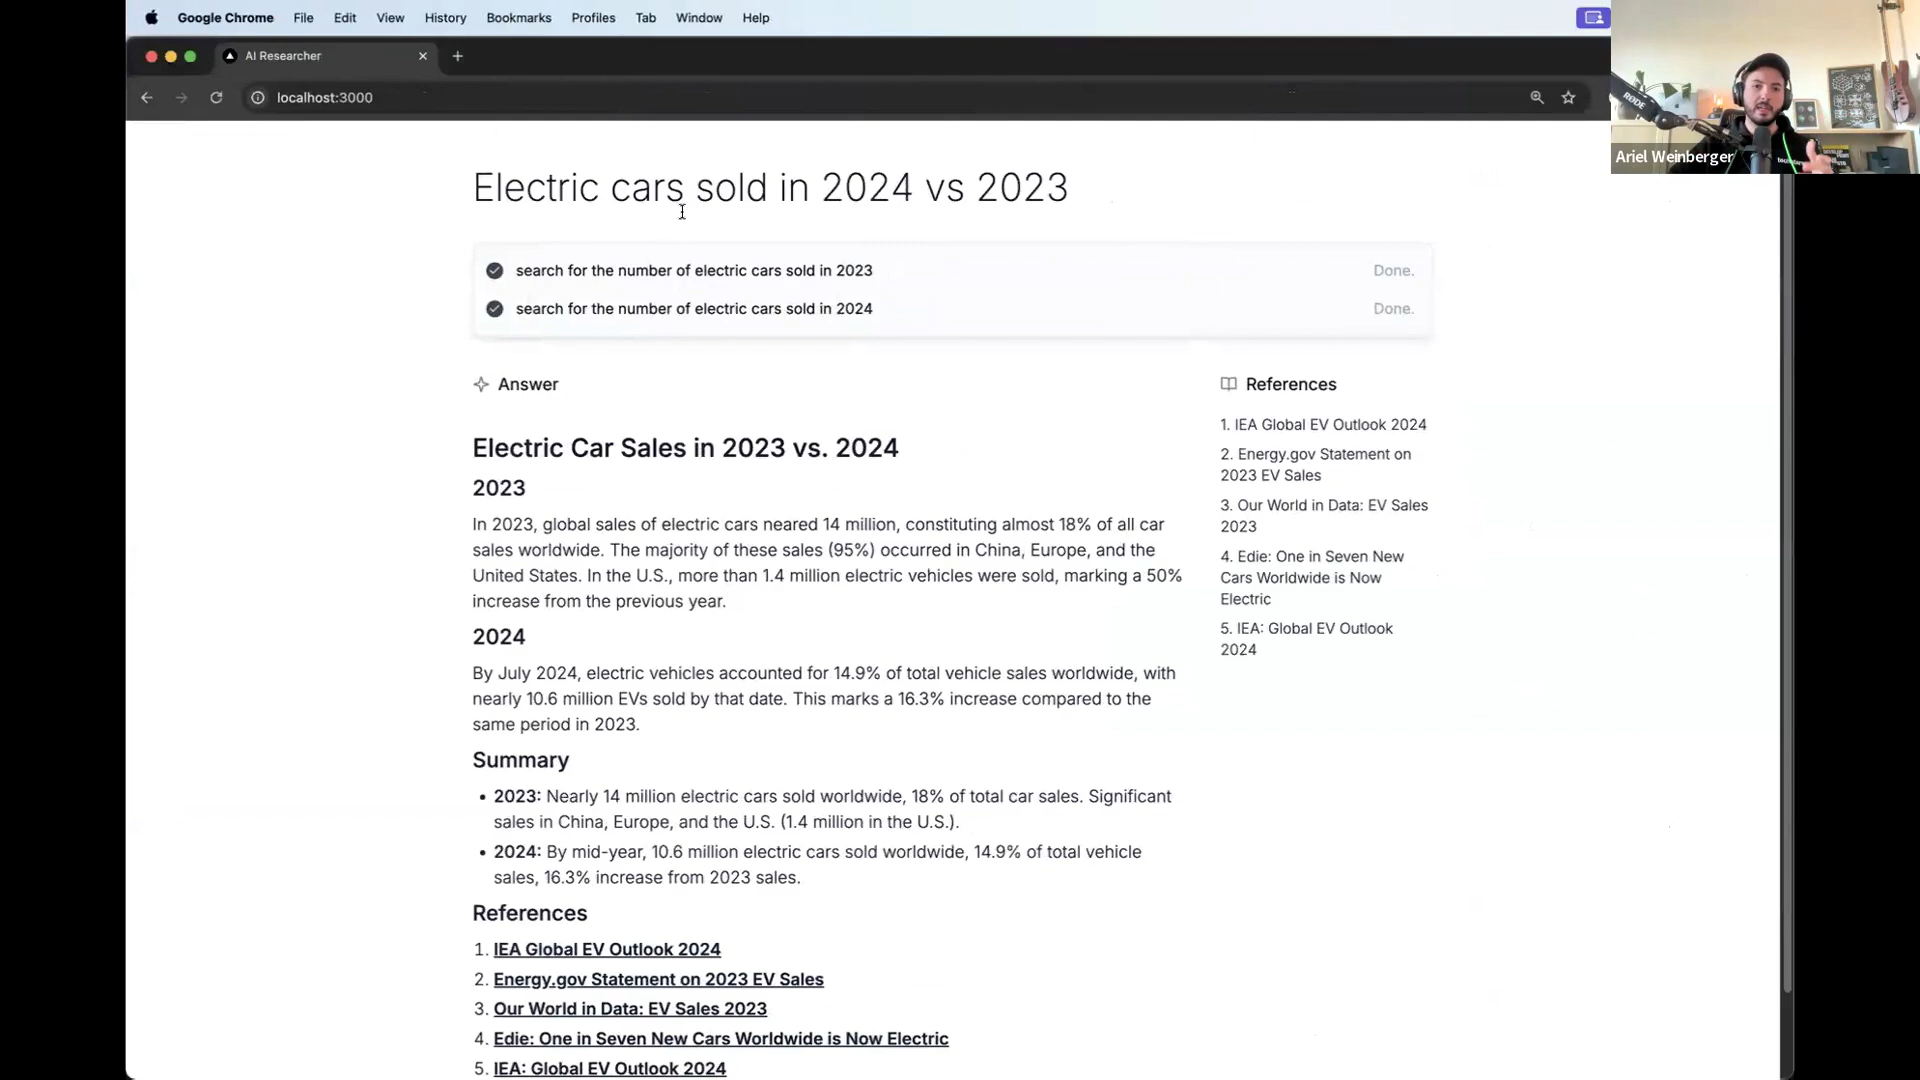 Google Chrome File Edit View History Bookmarks Profiles Tab Window Help
AI Researcher
localhost:3000
RØDE
Ariel Weinberger
Electric cars sold in 2024 vs 2023
search for the number of electric cars sold in 2023 Done.
search for the number of electric cars sold in 2024 Done.
Answer
Electric Car Sales in 2023 vs. 2024
2023
In 2023, global sales of electric cars neared 14 million, constituting almost 18% of all car
sales worldwide. The majority of these sales (95%) occurred in China, Europe, and the
United States. In the U.S., more than 1.4 million electric vehicles were sold, marking a 50%
increase from the previous year.
2024
By July 2024, electric vehicles accounted for 14.9% of total vehicle sales worldwide, with
nearly 10.6 million EVs sold by that date. This marks a 16.3% increase compared to the
same period in 2023.
Summary
• 2023: Nearly 14 million electric cars sold worldwide, 18% of total car sales. Significant
sales in China, Europe, and the U.S. (1.4 million in the U.S.).
• 2024: By mid-year, 10.6 million electric cars sold worldwide, 14.9% of total vehicle
sales, 16.3% increase from 2023 sales.
References
1. IEA Global EV Outlook 2024
2. Energy.gov Statement on 2023 EV Sales
3. Our World in Data: EV Sales 2023
4. Edie: One in Seven New Cars Worldwide is Now Electric
5. IEA: Global EV Outlook 2024
References
1. IEA Global EV Outlook 2024
2. Energy.gov Statement on
2023 EV Sales
3. Our World in Data: EV Sales
2023
4. Edie: One in Seven New
Cars Worldwide is Now
Electric
5. IEA: Global EV Outlook
2024